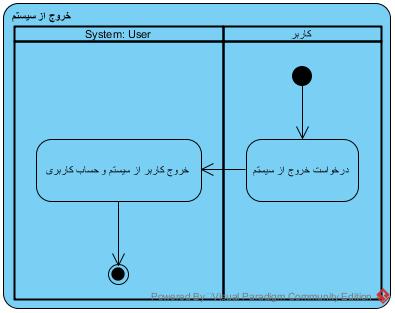 خروج از سیستم
System: User
کاربر
درخواست خروج از سیستم
خروج کاربر از سیستم و حساب کاربری
Powered By Visual Paradigm Community Edition